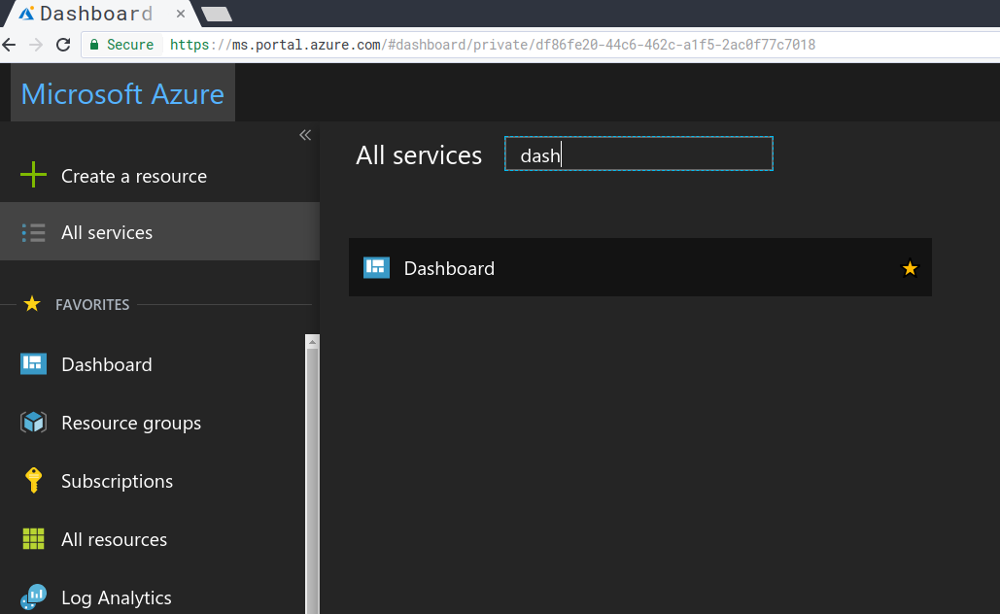 Dashboard
Secure https://ms.portal.azure.com/#dashboard/private/df86fe20-44c6-462c-a1f5-2ac0f77c7018
Microsoft Azure
Create a resource
All services
FAVORITES
Dashboard
Resource groups
Subscriptions
All resources
Log Analytics
All services
dash
Dashboard